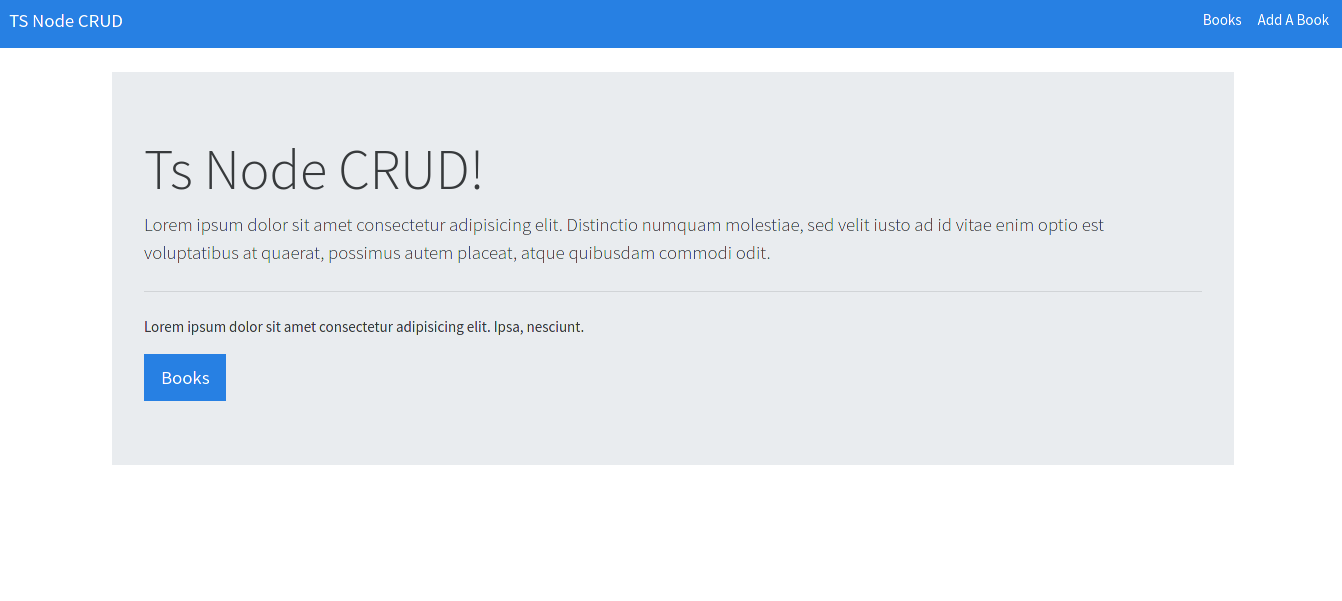 TS Node CRUD
Books
Add A Book
Ts Node CRUD!
Lorem ipsum dolor sit amet consectetur adipisicing elit. Distinctio numquam molestiae, sed velit iusto ad id vitae enim optio est
voluptatibus at quaerat, possimus autem placeat, atque quibusdam commodi odit.
Lorem ipsum dolor sit amet consectetur adipisicing elit. Ipsa, nesciunt.
Books